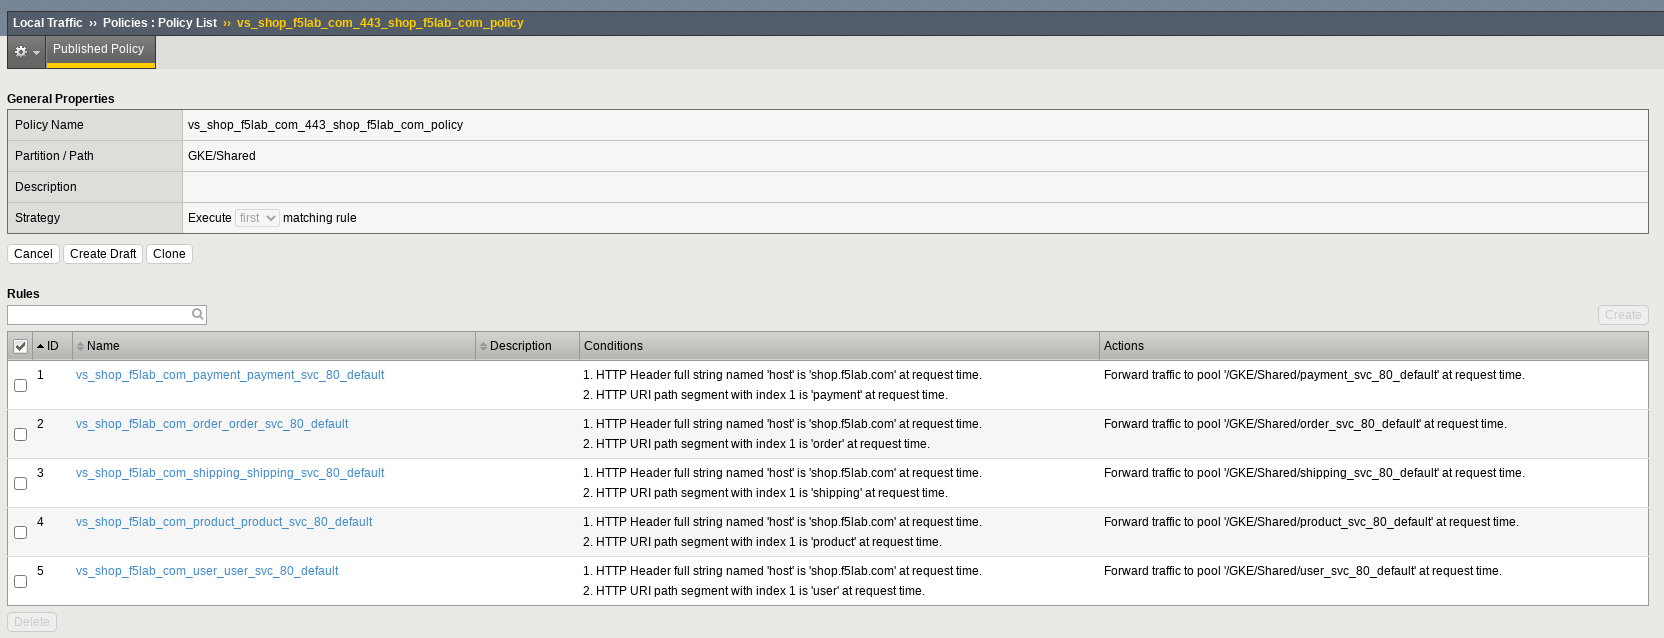 Local Traffic ›› Policies : Policy List ›› vs_shop_f5lab_com_443_shop_f5lab_com_policy
Published Policy
General Properties
Policy Name vs_shop_f5lab_com_443_shop_f5lab_com_policy
Partition / Path GKE/Shared
Description
Strategy Execute first matching rule
Cancel Create Draft Clone
Rules
Create
ID Name Description Conditions Actions
1 vs_shop_f5lab_com_payment_payment_svc_80_default 1. HTTP Header full string named 'host' is 'shop.f5lab.com' at request time. Forward traffic to pool '/GKE/Shared/payment_svc_80_default' at request time.
2. HTTP URI path segment with index 1 is 'payment' at request time.
2 vs_shop_f5lab_com_order_order_svc_80_default 1. HTTP Header full string named 'host' is 'shop.f5lab.com' at request time. Forward traffic to pool '/GKE/Shared/order_svc_80_default' at request time.
2. HTTP URI path segment with index 1 is 'order' at request time.
3 vs_shop_f5lab_com_shipping_shipping_svc_80_default 1. HTTP Header full string named 'host' is 'shop.f5lab.com' at request time. Forward traffic to pool '/GKE/Shared/shipping_svc_80_default' at request time.
2. HTTP URI path segment with index 1 is 'shipping' at request time.
4 vs_shop_f5lab_com_product_product_svc_80_default 1. HTTP Header full string named 'host' is 'shop.f5lab.com' at request time. Forward traffic to pool '/GKE/Shared/product_svc_80_default' at request time.
2. HTTP URI path segment with index 1 is 'product' at request time.
5 vs_shop_f5lab_com_user_user_svc_80_default 1. HTTP Header full string named 'host' is 'shop.f5lab.com' at request time. Forward traffic to pool '/GKE/Shared/user_svc_80_default' at request time.
2. HTTP URI path segment with index 1 is 'user' at request time.
Delete